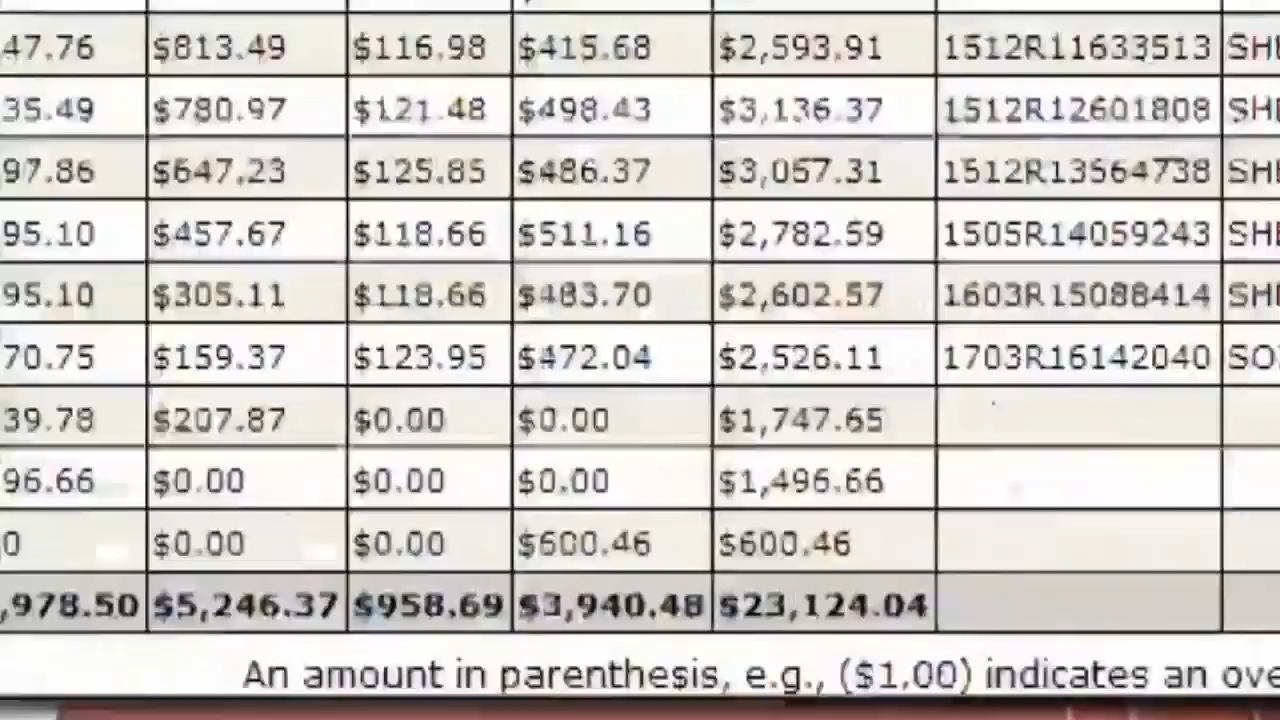 47.76 $813.49 $116.98 $415.68 $2,593.91 1512R11633513 SHE
35.49 $780.97 $121.48 $498.43 $3,136.37 1512R12601808 SHE
97.86 $647.23 $125.85 $486.37 $3,057.31 1512R13564738 SHE
95.10 $457.67 $118.66 $511.16 $2,782.59 1505R14059243 SHE
95.10 $305.11 $118.66 $483.70 $2,602.57 1603R15088414 SHE
70.75 $159.37 $123.95 $472.04 $2,526.11 1703R16142040 SO
39.78 $207.87 $0.00 $0.00 $1,747.65
96.66 $0.00 $0.00 $0.00 $1,496.66
0 $0.00 $0.00 $600.46 $600.46
,978.50 $5,246.37 $958.69 $3,940.48 $23,124.04
An amount in parenthesis, e.g., ($1.00) indicates an ove